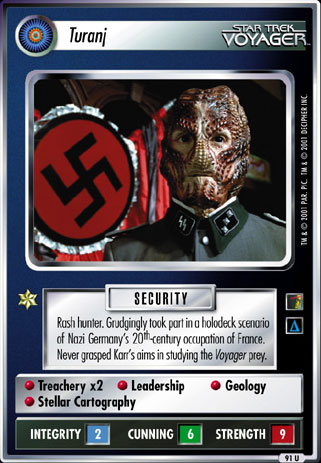 Turanj
STAR TREK
VOYAGER™
TM & © 2001 PAR. P.C. TM & © 2001 DECIPHER INC.
SECURITY
Rash hunter. Grudgingly took part in a holodeck scenario
of Nazi Germany's 20th-century occupation of France.
Never grasped Karr's aims in studying the Voyager prey.
Treachery x2 Leadership Geology
Stellar Cartography
INTEGRITY 2 CUNNING 6 STRENGTH 9
91 U